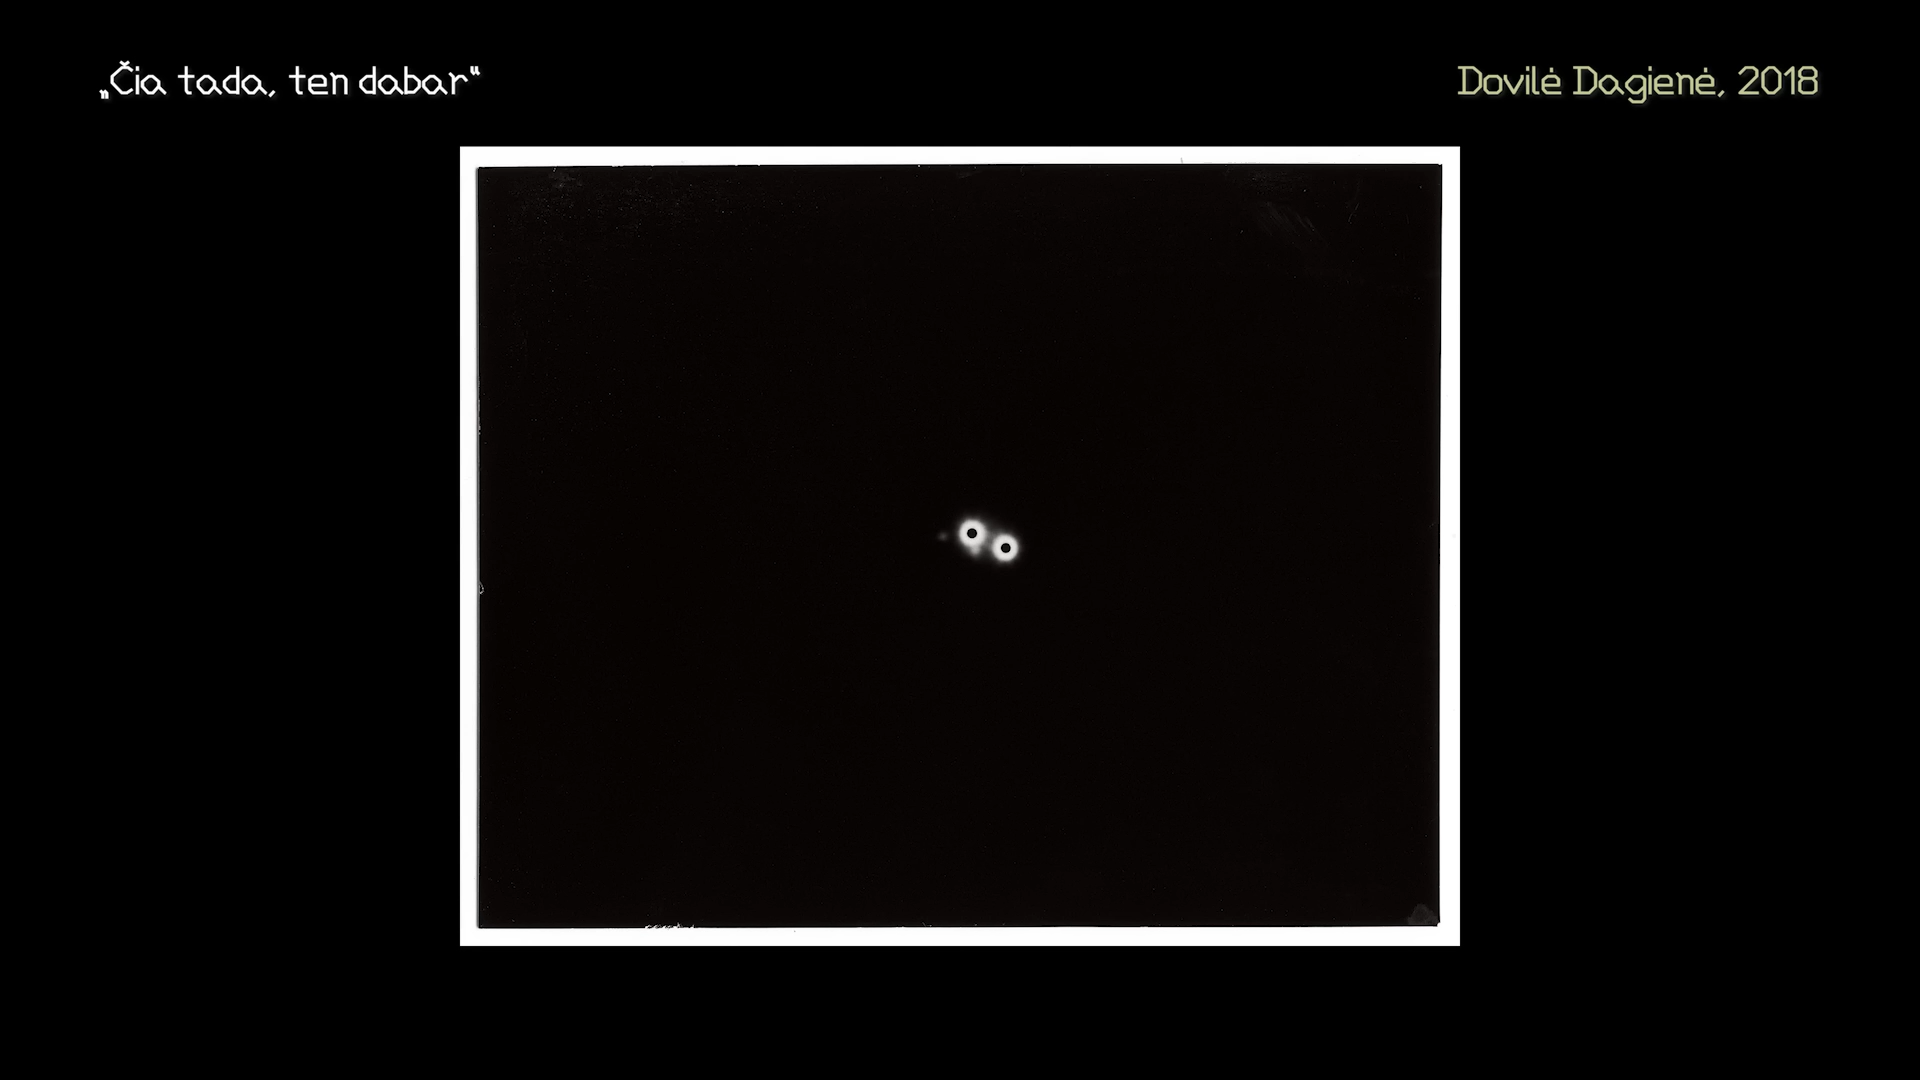 „Čia tada, ten dabar“
Dovilė Dagienė, 2018